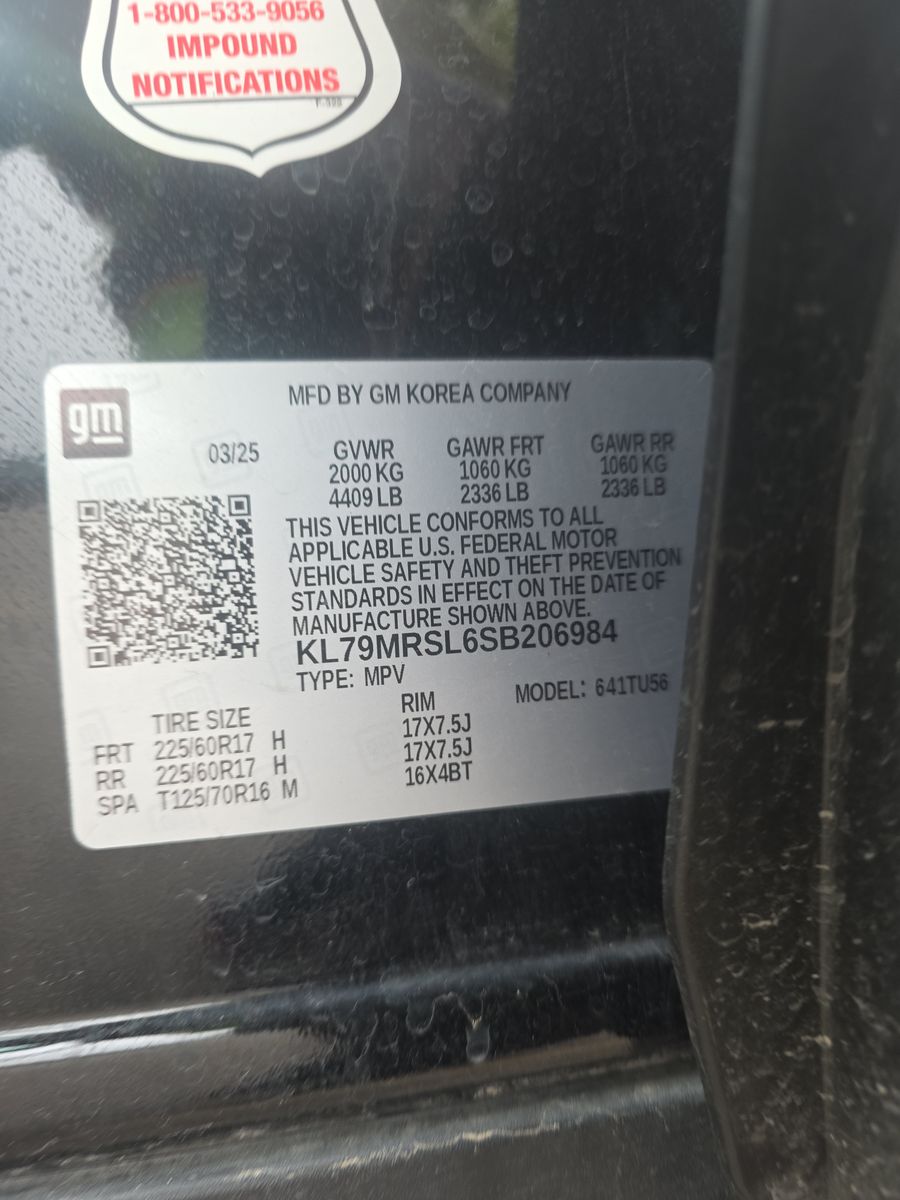 1-800-533-9056
IMPOUND
NOTIFICATIONS
gm
MFD BY GM KOREA COMPANY
03/25 GVWR GAWR FRT GAWR RR
2000 KG 1060 KG 1060 KG
4409 LB 2336 LB 2336 LB
THIS VEHICLE CONFORMS TO ALL
APPLICABLE U.S. FEDERAL MOTOR
VEHICLE SAFETY AND THEFT PREVENTION
STANDARDS IN EFFECT ON THE DATE OF
MANUFACTURE SHOWN ABOVE.
KL79MRSL6SB206984
TYPE: MPV MODEL: 641TU56
TIRE SIZE RIM
FRT 225/60R17 H 17X7.5J
RR 225/60R17 H 17X7.5J
SPA T125/70R16 M 16X4BT